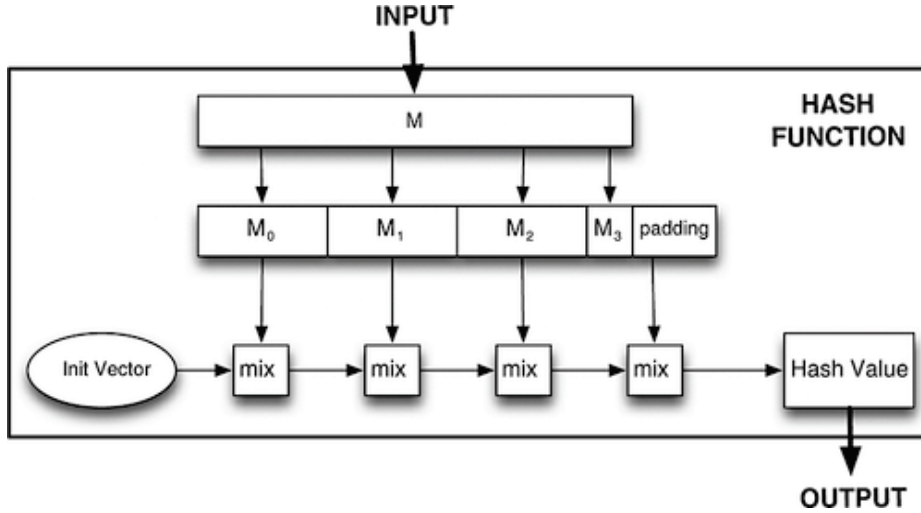 INPUT
HASH
FUNCTION
M
M₀ M₁ M₂ M₃ padding
Init Vector mix mix mix mix Hash Value
OUTPUT